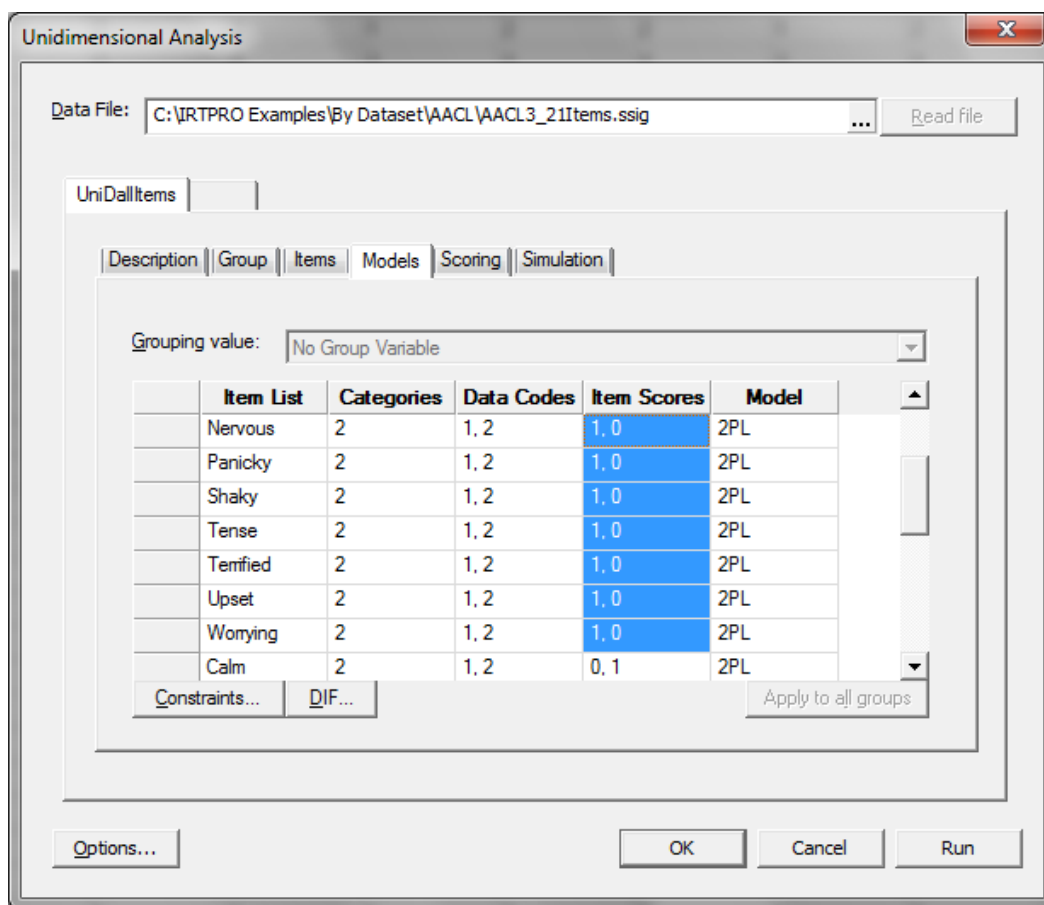 Unidimensional Analysis
Data File: C:\IRTPRO Examples\By Dataset\AACL\AACL3_21Items.ssig ... Read file
UniDallItems
Description Group Items Models Scoring Simulation
Grouping value: No Group Variable
Item List Categories Data Codes Item Scores Model
Nervous 2 1, 2 1, 0 2PL
Panicky 2 1, 2 1, 0 2PL
Shaky 2 1, 2 1, 0 2PL
Tense 2 1, 2 1, 0 2PL
Terrified 2 1, 2 1, 0 2PL
Upset 2 1, 2 1, 0 2PL
Worrying 2 1, 2 1, 0 2PL
Calm 2 1, 2 0, 1 2PL
Constraints... DIF... Apply to all groups
Options... OK Cancel Run